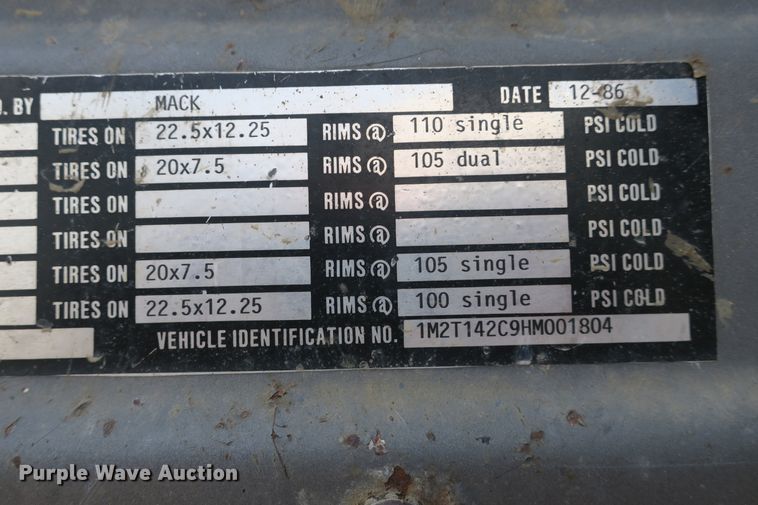 D. BY MACK DATE 12-86
TIRES ON 22.5x12.25 RIMS @ 110 single PSI COLD
TIRES ON 20x7.5 RIMS @ 105 dual PSI COLD
TIRES ON RIMS @ PSI COLD
TIRES ON RIMS @ PSI COLD
TIRES ON 20x7.5 RIMS @ 105 single PSI COLD
TIRES ON 22.5x12.25 RIMS @ 100 single PSI COLD
VEHICLE IDENTIFICATION NO. 1M2T142C9HM001804
Purple Wave Auction